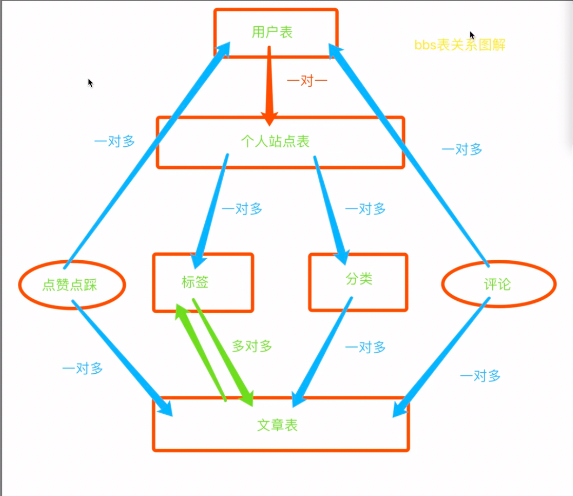 用户表
bbs表关系图解
一对一
一对多
个人站点表
一对多
一对多
一对多
点赞点踩
标签
分类
评论
多对多
一对多
一对多
一对多
文章表